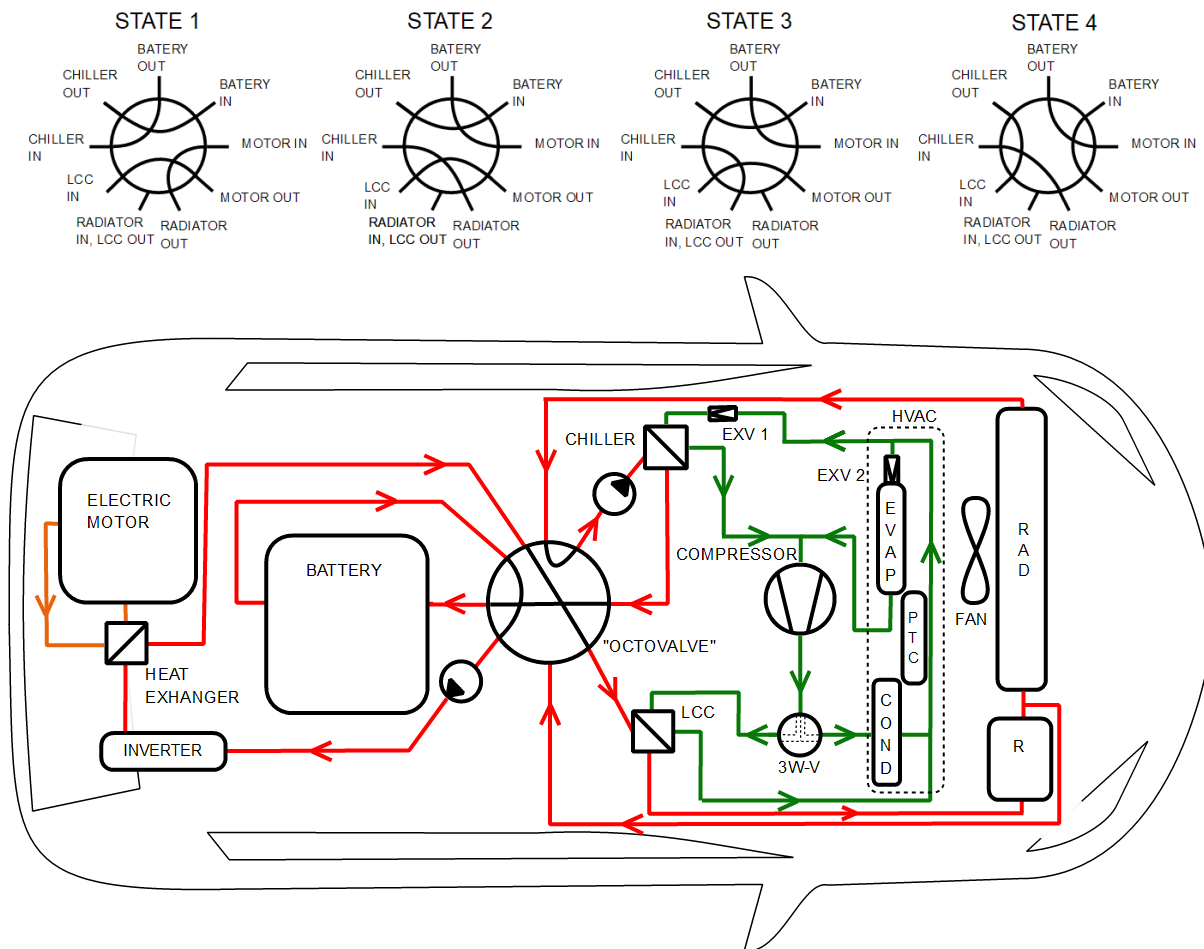 STATE 1
STATE 2
STATE 3
STATE 4
BATERY
OUT
CHILLER
OUT
BATERY
IN
CHILLER
IN
MOTOR IN
LCC
IN
MOTOR OUT
RADIATOR
IN, LCC OUT
RADIATOR
OUT
BATERY
OUT
CHILLER
OUT
BATERY
IN
CHILLER
IN
MOTOR IN
LCC
IN
MOTOR OUT
RADIATOR
IN, LCC OUT
RADIATOR
OUT
BATERY
OUT
CHILLER
OUT
BATERY
IN
CHILLER
IN
MOTOR IN
LCC
IN
MOTOR OUT
RADIATOR
IN, LCC OUT
RADIATOR
OUT
BATERY
OUT
CHILLER
OUT
BATERY
IN
CHILLER
IN
MOTOR IN
LCC
IN
MOTOR OUT
RADIATOR
IN, LCC OUT
RADIATOR
OUT
HVAC
CHILLER
EXV 1
EXV 2
ELECTRIC
MOTOR
EVAP
RAD
COMPRESSOR
BATTERY
FAN
PTC
"OCTOVALVE"
HEAT
EXHANGER
LCC
COND
INVERTER
3W-V
R